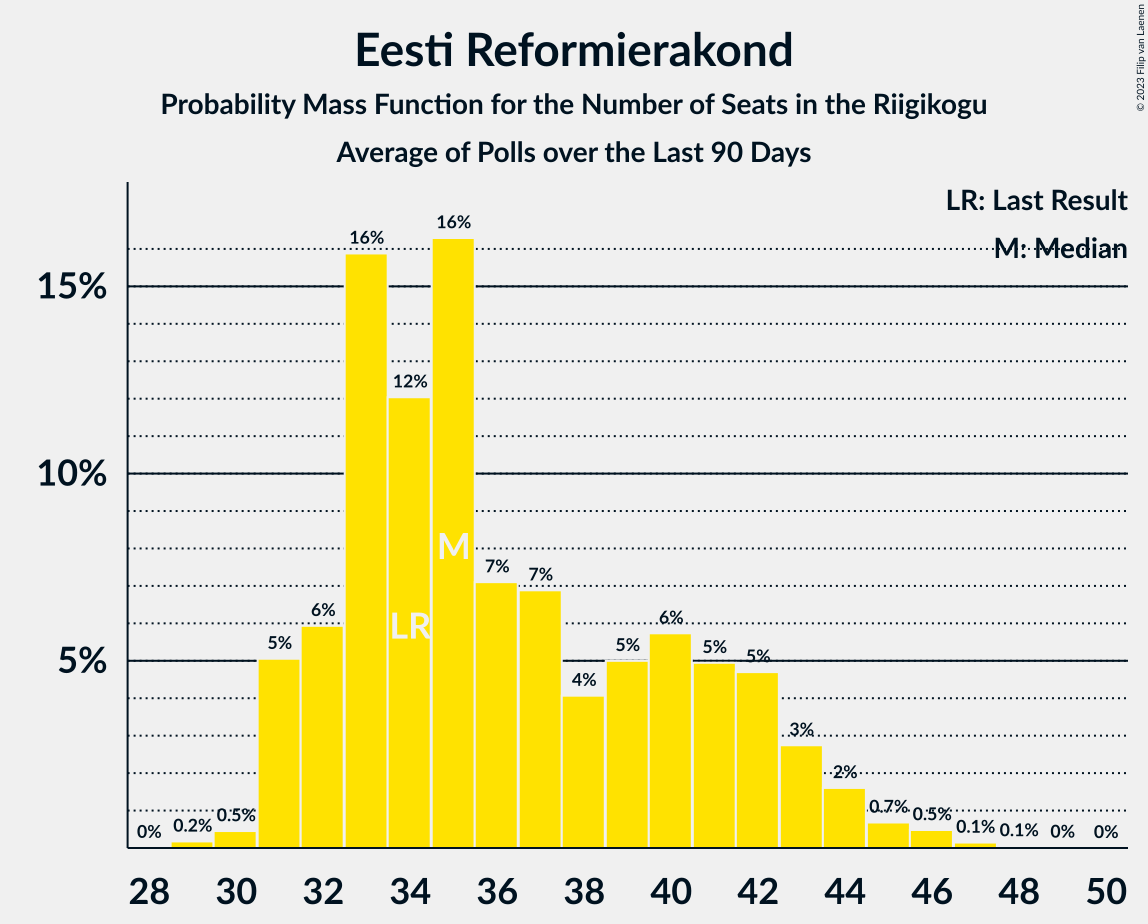 Eesti Reformierakond
Probability Mass Function for the Number of Seats in the Riigikogu
Average of Polls over the Last 90 Days
© 2023 Filip van Laenen
LR: Last Result
M: Median
15%
10%
5%
0%
0.2%
0.5%
5%
6%
16%
12%
16%
7%
7%
4%
5%
6%
5%
5%
3%
2%
0.7%
0.5%
0.1%
0.1%
0%
0%
LR
M
28 30 32 34 36 38 40 42 44 46 48 50